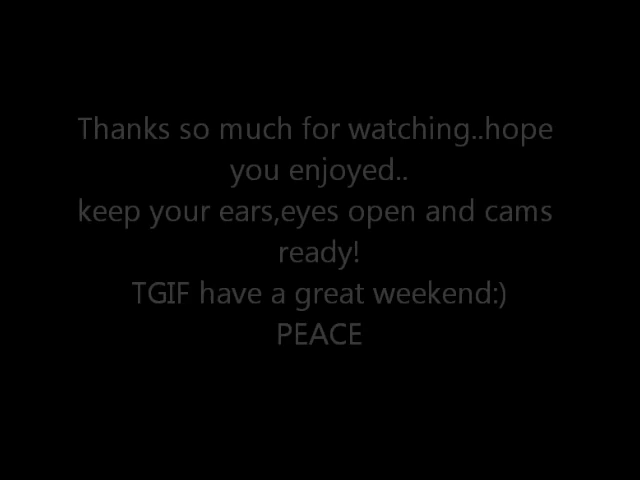 Thanks so much for watching..hope
you enjoyed..
keep your ears,eyes open and cams
ready!
TGIF have a great weekend:)
PEACE